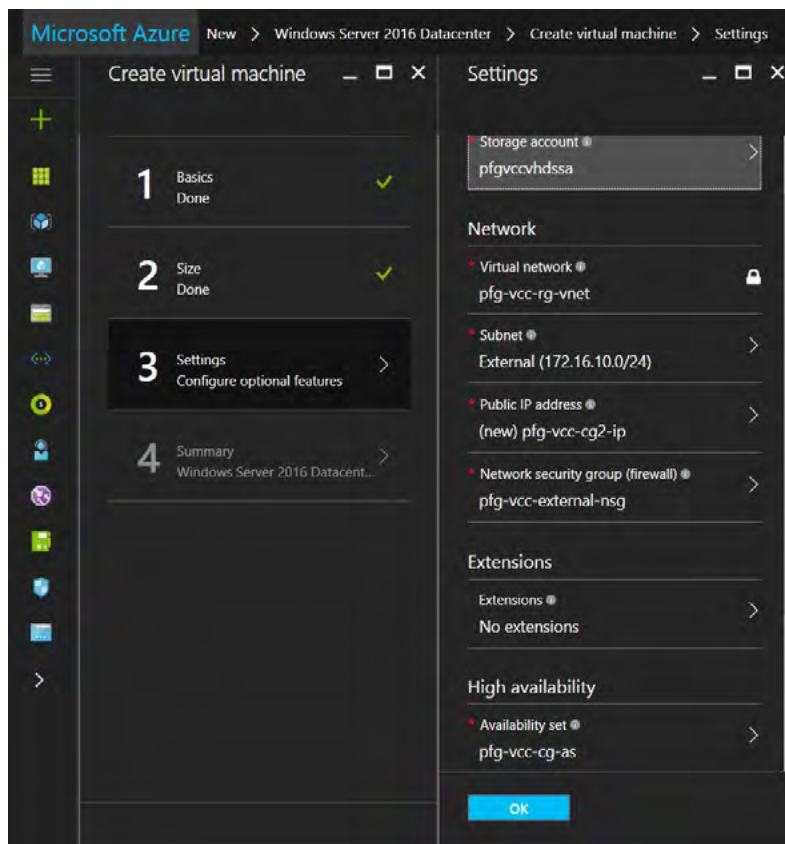 Microsoft Azure New > Windows Server 2016 Datacenter > Create virtual machine > Settings
Create virtual machine
Settings
1
Basics
Done
2
Size
Done
3
Settings
Configure optional features
4
Summary
Windows Server 2016 Datacent...
* Storage account
pfgvccvhdssa
Network
* Virtual network
pfg-vcc-rg-vnet
* Subnet
External (172.16.10.0/24)
* Public IP address
(new) pfg-vcc-cg2-ip
* Network security group (firewall)
pfg-vcc-external-nsg
Extensions
Extensions
No extensions
High availability
* Availability set
pfg-vcc-cg-as
OK